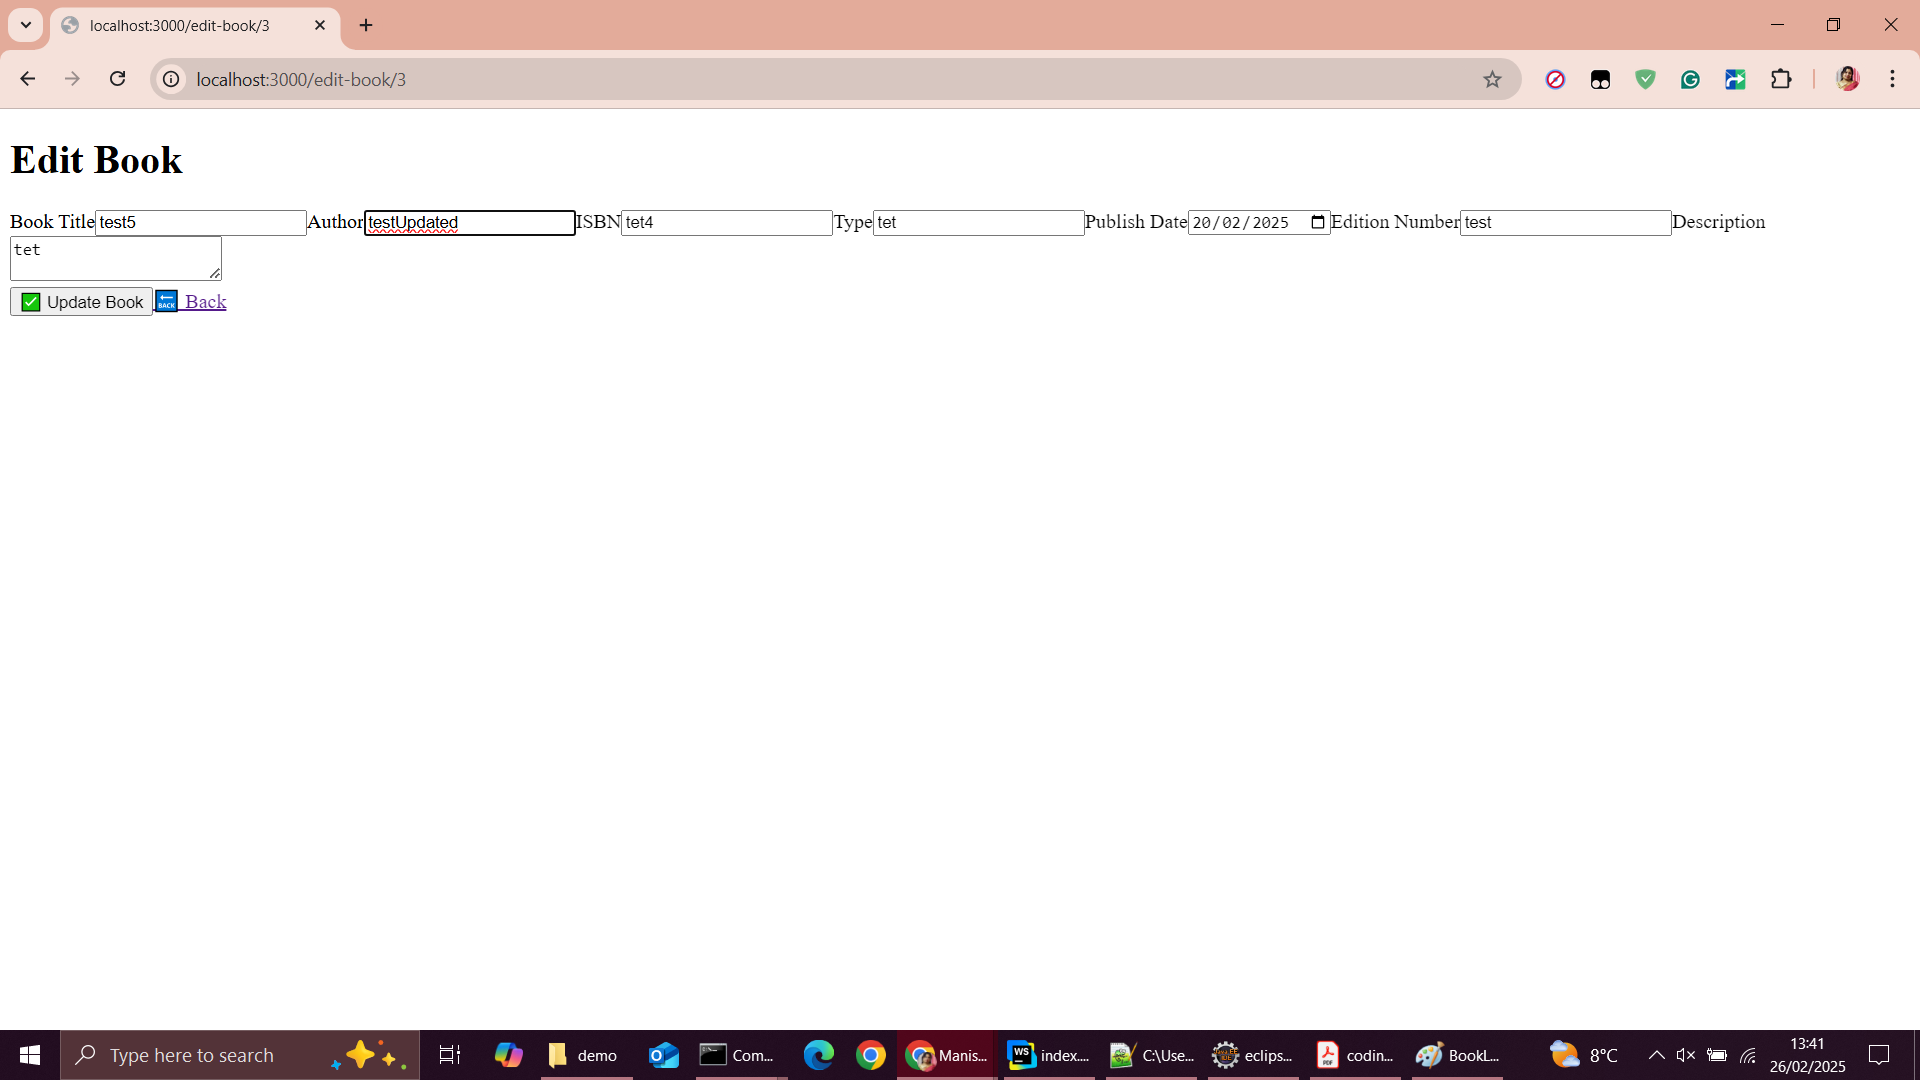 localhost:3000/edit-book/3
localhost:3000/edit-book/3
Edit Book
Book Title test5 Author testUpdated ISBN tet4 Type tet Publish Date 20/02/2025 Edition Number test Description
tet
✅ Update Book 🔙 Back
Type here to search demo Com... Manis... WS index.... C:\Use... eclips... codin... BookL... 8°C 13:41
26/02/2025